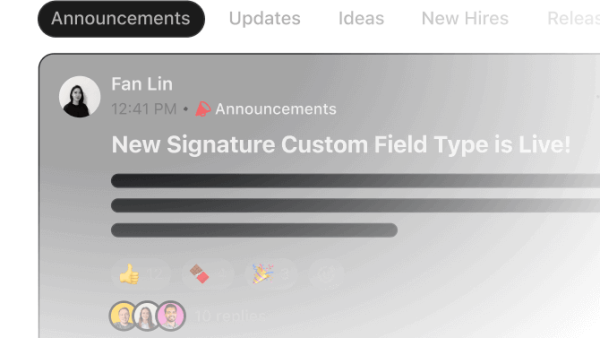 Announcements Updates Ideas New Hires Releas
Fan Lin
12:41 PM • Announcements
New Signature Custom Field Type is Live!
10 replies